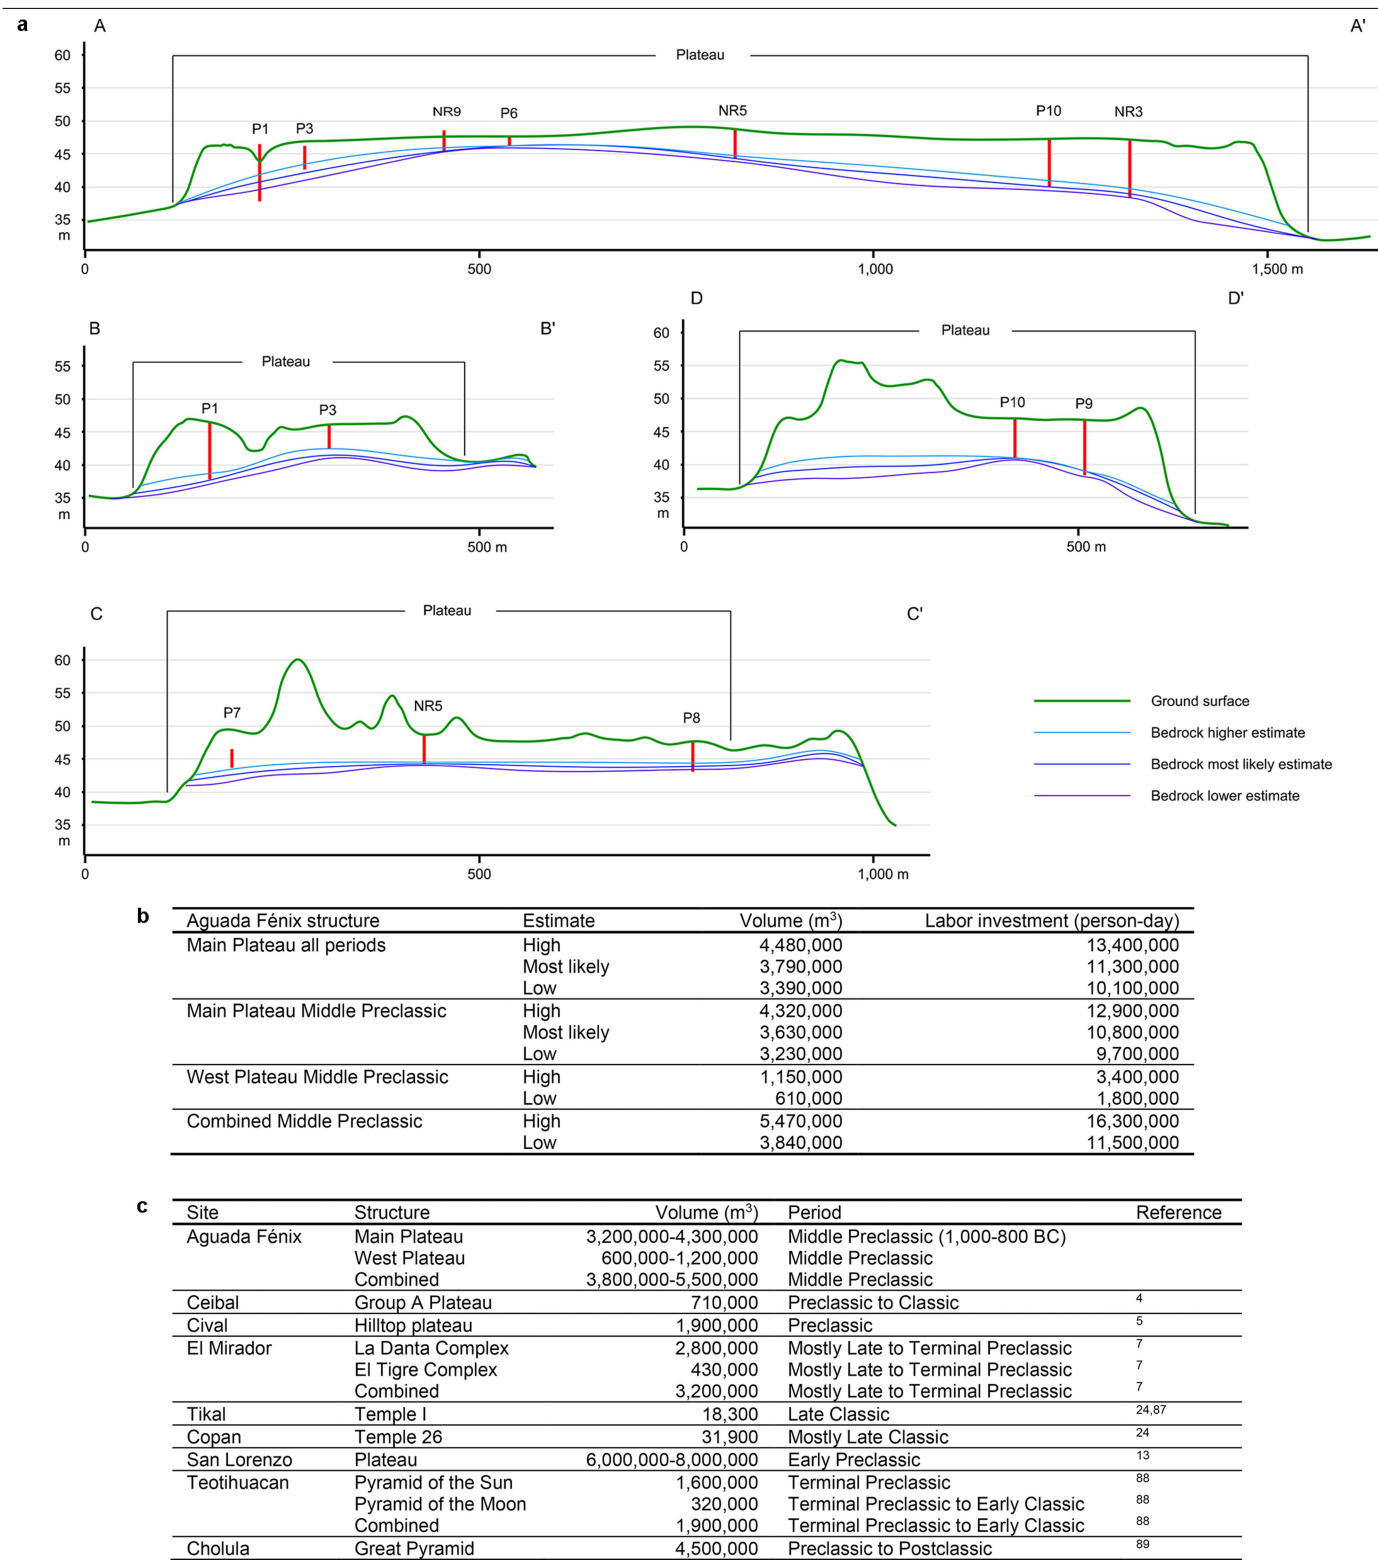 a
A A'
Plateau
60
55
50
45
40
35
m
P1 P3 NR9 P6 NR5 P10 NR3
0 500 1,000 1,500 m
B B'
Plateau
55
50
45
40
35
m
P1 P3
0 500 m
D D'
Plateau
60
55
50
45
40
35
m
P10 P9
0 500 m
C C'
Plateau
60
55
50
45
40
35
m
P7 NR5 P8
0 500 1,000 m
Ground surface
Bedrock higher estimate
Bedrock most likely estimate
Bedrock lower estimate
b
Aguada Fénix structure Estimate Volume (m³) Labor investment (person-day)
Main Plateau all periods High 4,480,000 13,400,000
Most likely 3,790,000 11,300,000
Low 3,390,000 10,100,000
Main Plateau Middle Preclassic High 4,320,000 12,900,000
Most likely 3,630,000 10,800,000
Low 3,230,000 9,700,000
West Plateau Middle Preclassic High 1,150,000 3,400,000
Low 610,000 1,800,000
Combined Middle Preclassic High 5,470,000 16,300,000
Low 3,840,000 11,500,000
c
Site Structure Volume (m³) Period Reference
Aguada Fénix Main Plateau 3,200,000-4,300,000 Middle Preclassic (1,000-800 BC)
West Plateau 600,000-1,200,000 Middle Preclassic
Combined 3,800,000-5,500,000 Middle Preclassic
Ceibal Group A Plateau 710,000 Preclassic to Classic 4
Cival Hilltop plateau 1,900,000 Preclassic 5
El Mirador La Danta Complex 2,800,000 Mostly Late to Terminal Preclassic 7
El Tigre Complex 430,000 Mostly Late to Terminal Preclassic 7
Combined 3,200,000 Mostly Late to Terminal Preclassic 7
Tikal Temple I 18,300 Late Classic 24,87
Copan Temple 26 31,900 Mostly Late Classic 24
San Lorenzo Plateau 6,000,000-8,000,000 Early Preclassic 13
Teotihuacan Pyramid of the Sun 1,600,000 Terminal Preclassic 88
Pyramid of the Moon 320,000 Terminal Preclassic to Early Classic 88
Combined 1,900,000 Terminal Preclassic to Early Classic 88
Cholula Great Pyramid 4,500,000 Preclassic to Postclassic 89